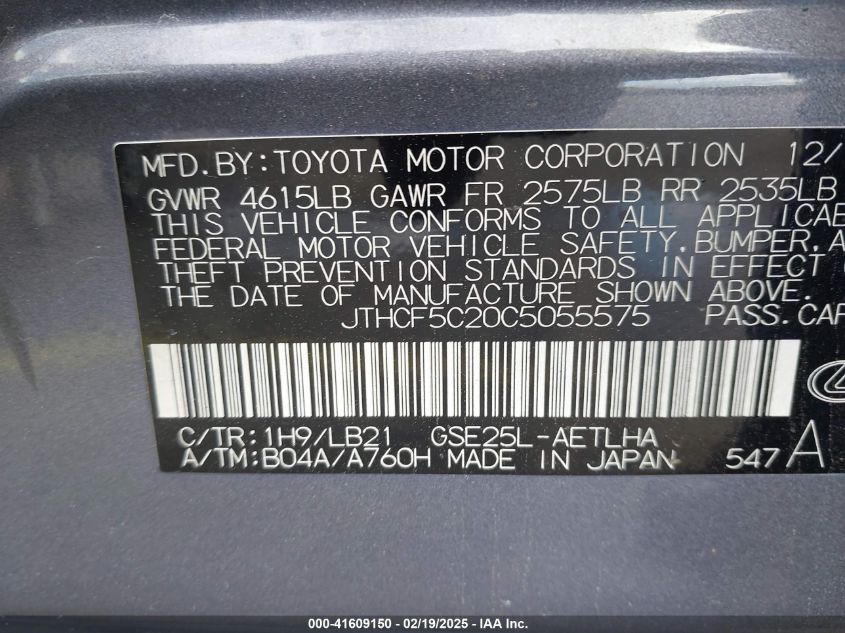 MFD.BY:TOYOTA MOTOR CORPORATION 12/
GVWR 4615LB GAWR FR 2575LB RR 2535LB
THIS VEHICLE CONFORMS TO ALL
FEDERAL MOTOR VEHICLE SAFETY,BUMPER,
THEFT PREVENTION STANDARDS IN EFFECT
THE DATE OF MANUFACTURE SHOWN ABOVE.
JTHCF5C20C5055575 PASS.CAR
C/TR:1H9/LB21 GSE25L-AETLHA
A/TM:B04A/A760H MADE IN JAPAN 547A
000-41609150 - 02/19/2025 - IAA Inc.